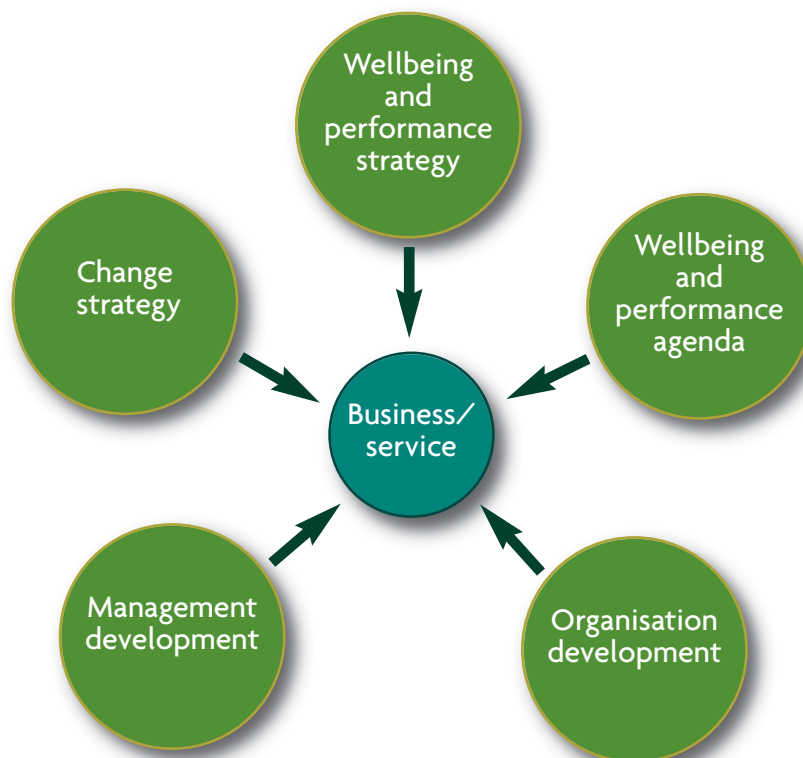 Wellbeing
and
performance
strategy
Change
strategy
Wellbeing
and
performance
agenda
Business/
service
Management
development
Organisation
development